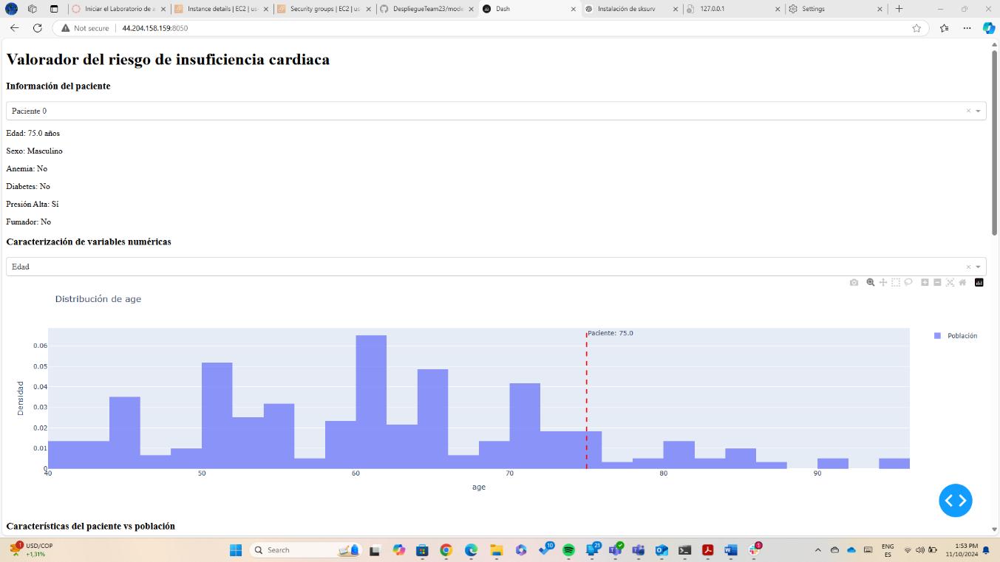 Iniciar el Laboratorio de a
Instance details | EC2 | us-
Security groups | EC2 | us
DespliegueTeam23/mode
Dash
Instalación de sksurv
127.0.0.1
Settings
Not secure
44.204.158.159:8050
Valorador del riesgo de insuficiencia cardiaca
Información del paciente
Paciente 0
Edad: 75.0 años
Sexo: Masculino
Anemia: No
Diabetes: No
Presión Alta: Sí
Fumador: No
Caracterización de variables numéricas
Edad
Distribución de age
Paciente: 75.0
Población
0.06
0.05
0.04
0.03
0.02
0.01
0
Densidad
40
50
60
70
80
90
age
Características del paciente vs población
1
USD/COP
+1,31%
Search
10
21
1
ENG
ES
1:53 PM
11/10/2024